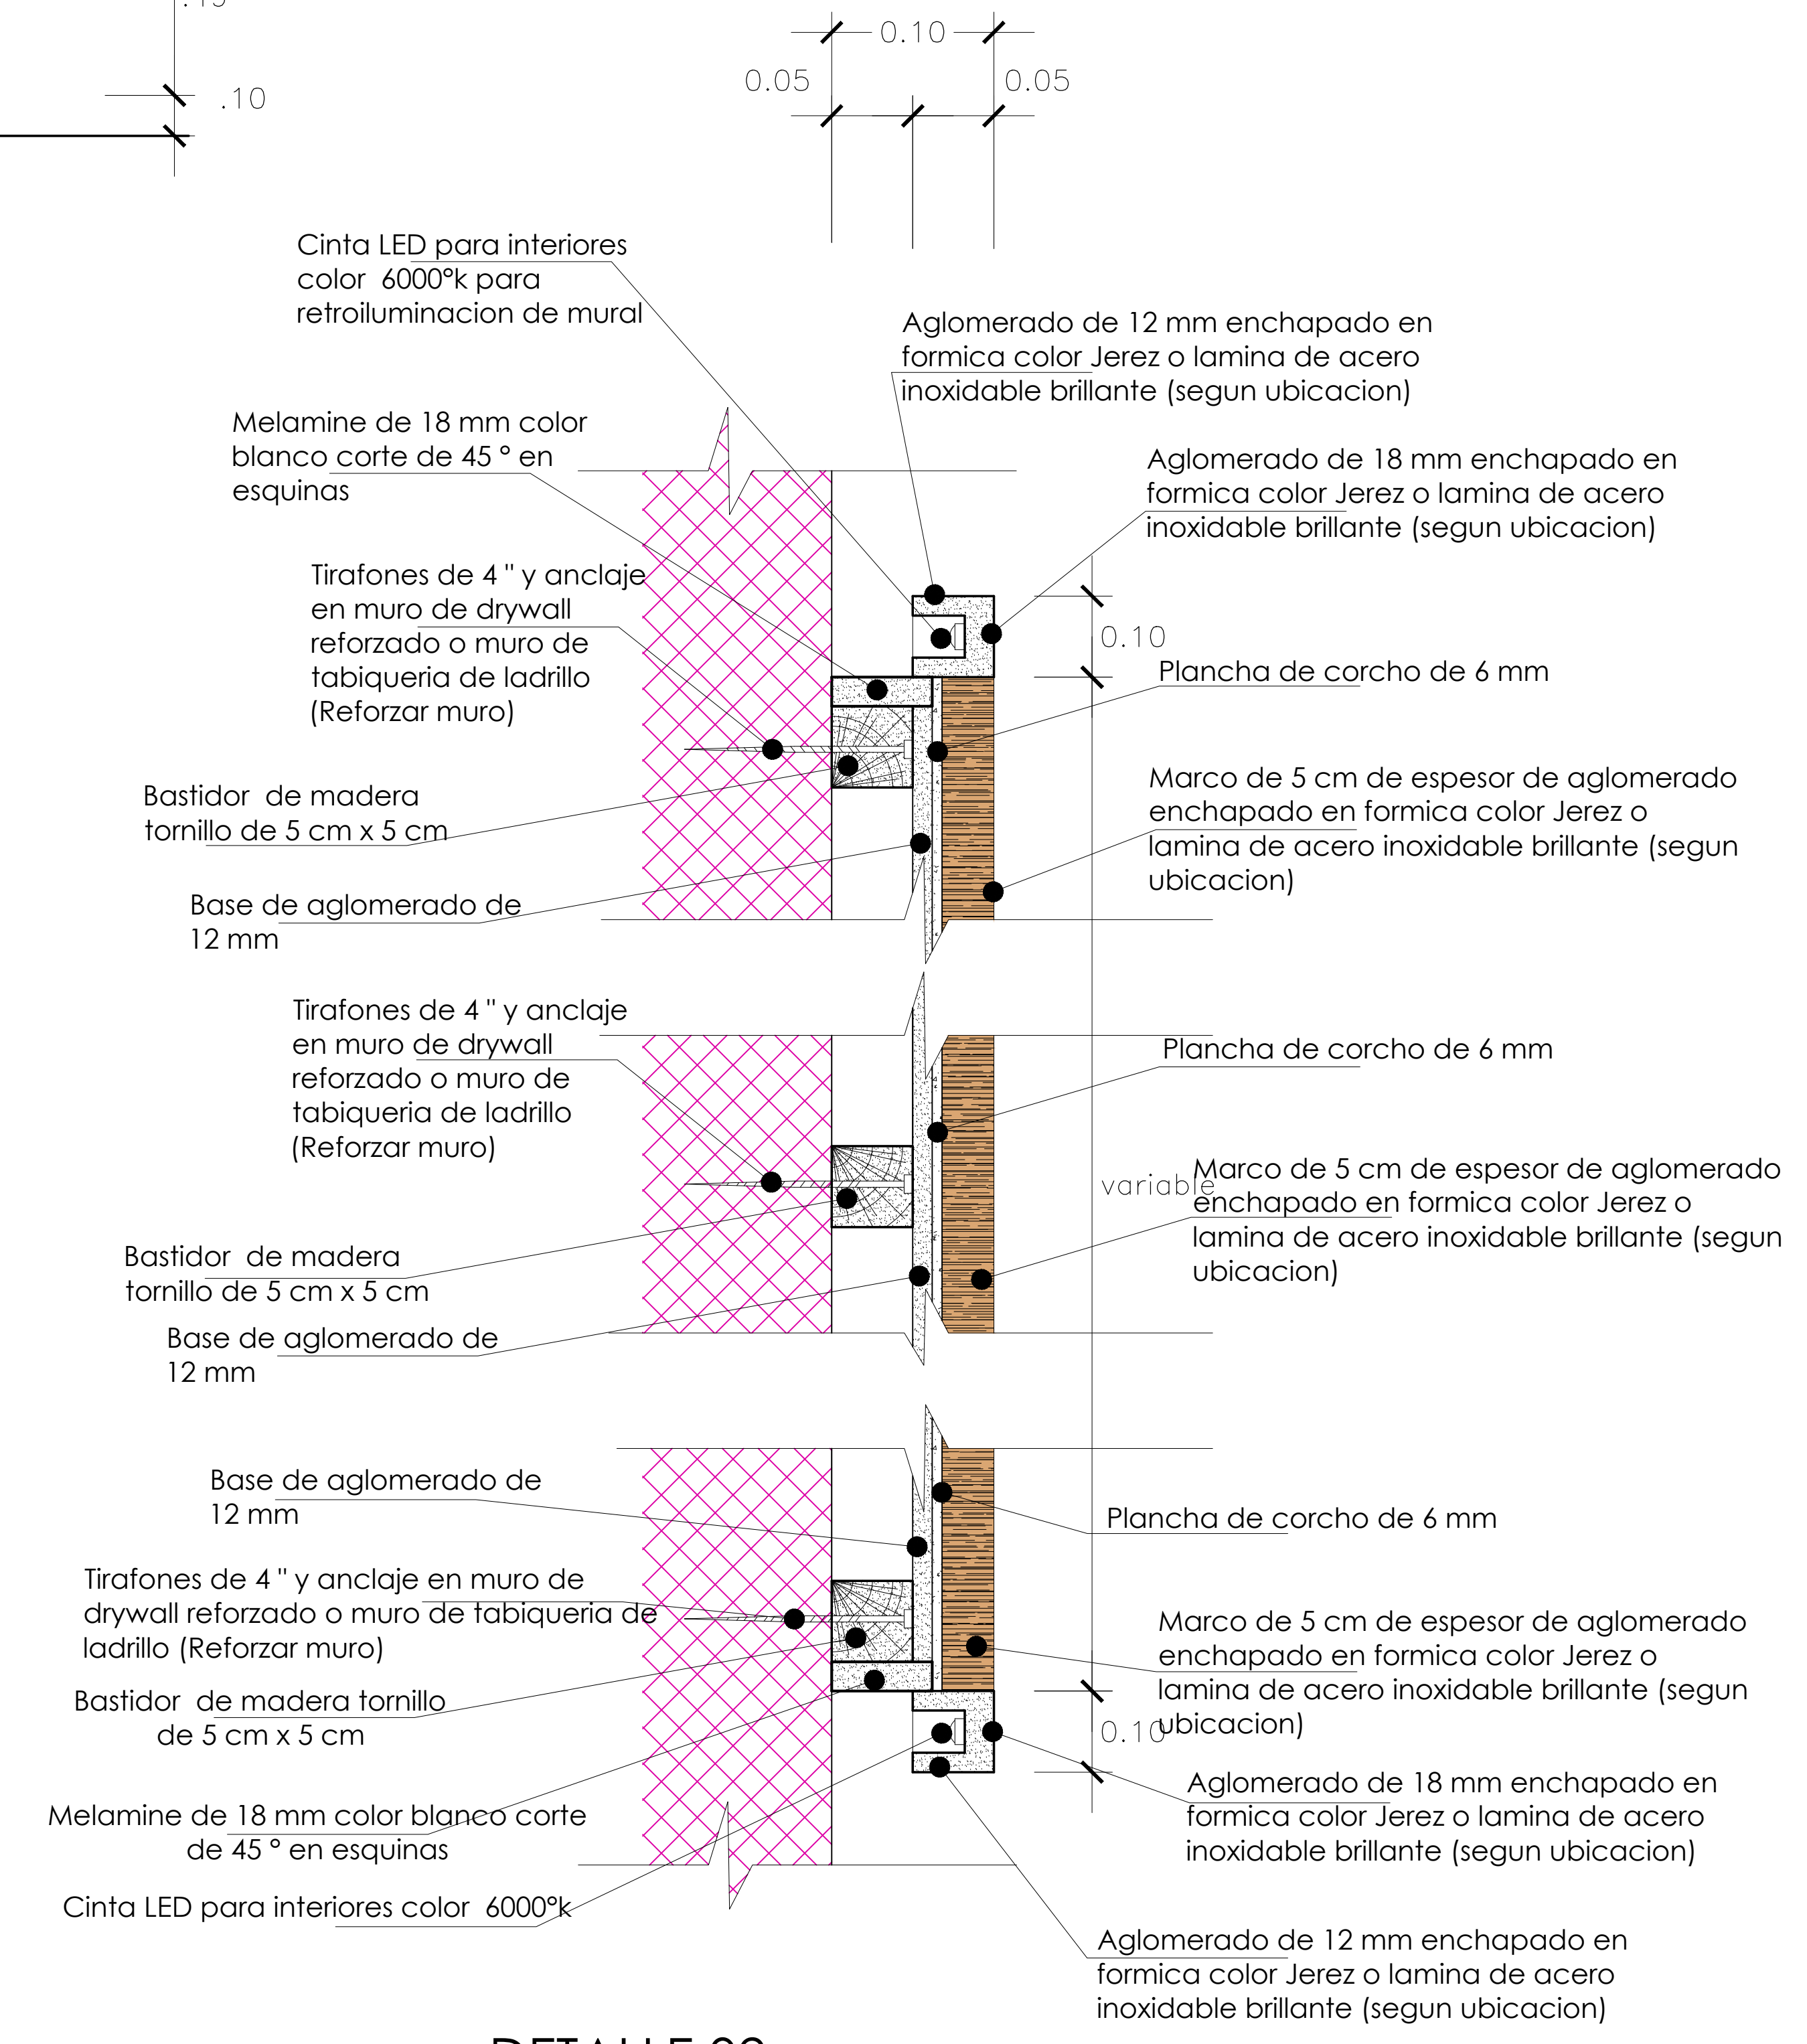 0.10
0.05
0.05
.10
Cinta LED para interiores
color 6000°k para
retroiluminacion de mural
Aglomerado de 12 mm enchapado en
formica color Jerez o lamina de acero
inoxidable brillante (segun ubicacion)
Melamine de 18 mm color
blanco corte de 45 ° en
esquinas
Aglomerado de 18 mm enchapado en
formica color Jerez o lamina de acero
inoxidable brillante (segun ubicacion)
Tirafones de 4 " y anclaje
en muro de drywall
reforzado o muro de
tabiqueria de ladrillo
(Reforzar muro)
0.10
Plancha de corcho de 6 mm
Bastidor de madera
tornillo de 5 cm x 5 cm
Marco de 5 cm de espesor de aglomerado
enchapado en formica color Jerez o
lamina de acero inoxidable brillante (segun
ubicacion)
Base de aglomerado de
12 mm
Tirafones de 4 " y anclaje
en muro de drywall
reforzado o muro de
tabiqueria de ladrillo
(Reforzar muro)
Plancha de corcho de 6 mm
variable
Marco de 5 cm de espesor de aglomerado
enchapado en formica color Jerez o
lamina de acero inoxidable brillante (segun
ubicacion)
Bastidor de madera
tornillo de 5 cm x 5 cm
Base de aglomerado de
12 mm
Base de aglomerado de
12 mm
Plancha de corcho de 6 mm
Tirafones de 4 " y anclaje en muro de
drywall reforzado o muro de tabiqueria de
ladrillo (Reforzar muro)
Marco de 5 cm de espesor de aglomerado
enchapado en formica color Jerez o
lamina de acero inoxidable brillante (segun
ubicacion)
Bastidor de madera tornillo
de 5 cm x 5 cm
0.10
Aglomerado de 18 mm enchapado en
formica color Jerez o lamina de acero
inoxidable brillante (segun ubicacion)
Melamine de 18 mm color blanco corte
de 45 ° en esquinas
Cinta LED para interiores color 6000°k
Aglomerado de 12 mm enchapado en
formica color Jerez o lamina de acero
inoxidable brillante (segun ubicacion)